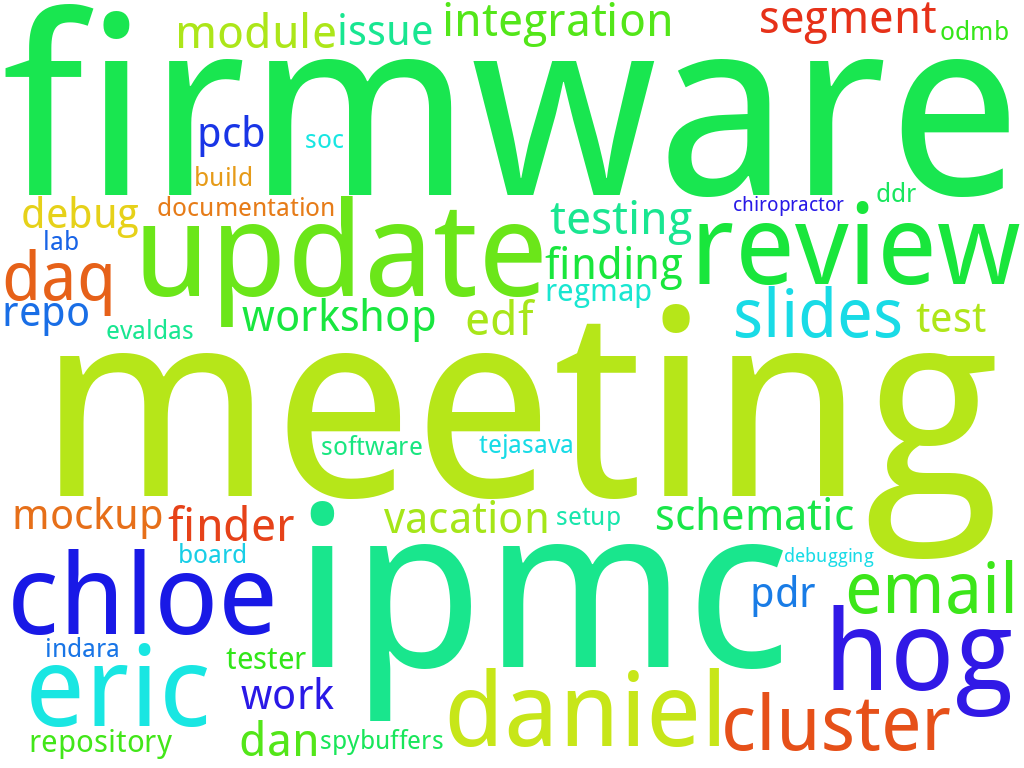 module issue integration segment odmb
firmware
pcb soc
build
debug documentation testing chiropractor ddr
lab update finding review
daq regmap
repo evaldas workshop edf slides test
meeting
software tejasava
mockup finder vacation setup schematic
board ipmc debugging
chloe pdr email
indara hog
eric tester
work daniel cluster
repository dan spybuffers